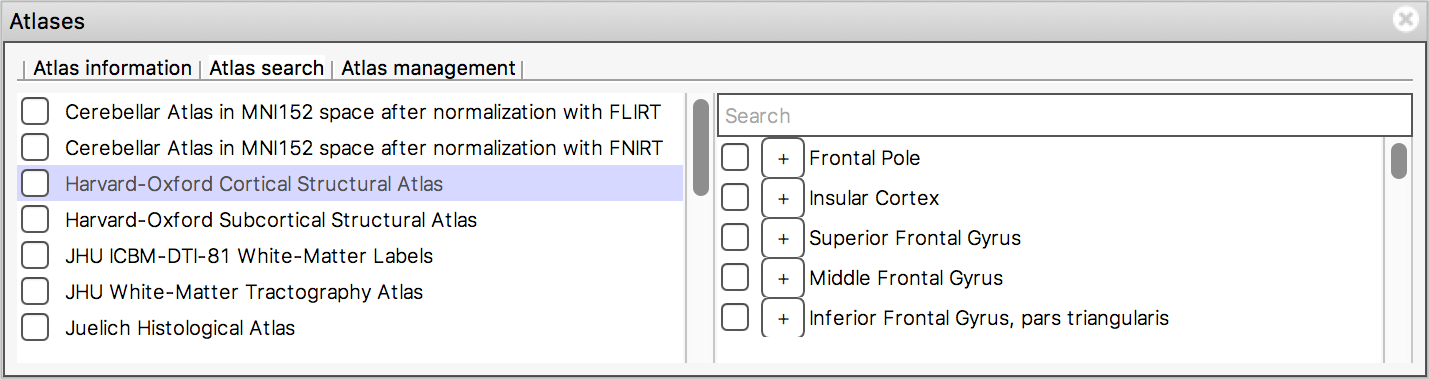 Atlases
Atlas information | Atlas search | Atlas management
Cerebellar Atlas in MNI152 space after normalization with FLIRT
Cerebellar Atlas in MNI152 space after normalization with FNIRT
Harvard-Oxford Cortical Structural Atlas
Harvard-Oxford Subcortical Structural Atlas
JHU ICBM-DTI-81 White-Matter Labels
JHU White-Matter Tractography Atlas
Juelich Histological Atlas
Search
+ Frontal Pole
+ Insular Cortex
+ Superior Frontal Gyrus
+ Middle Frontal Gyrus
+ Inferior Frontal Gyrus, pars triangularis